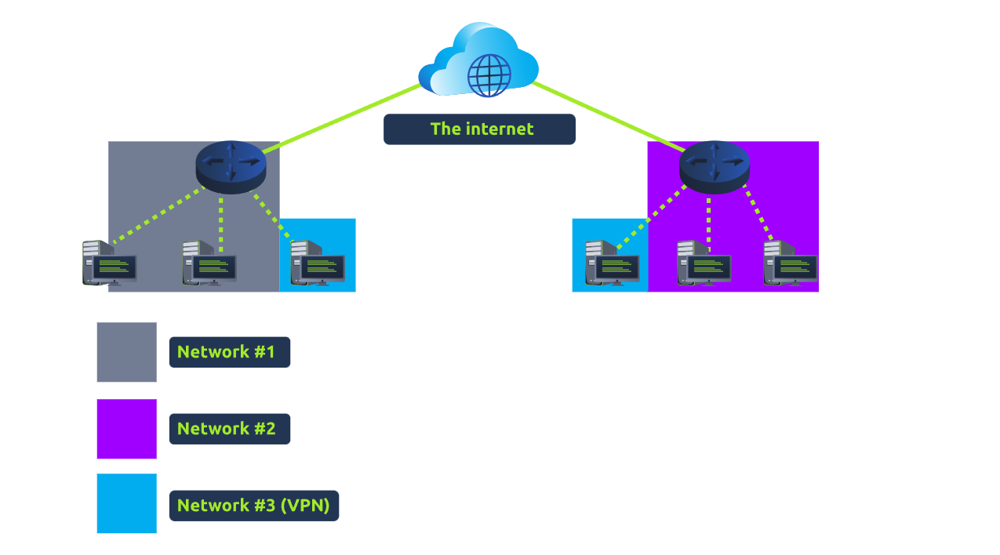 The internet
Network #1
Network #2
Network #3 (VPN)